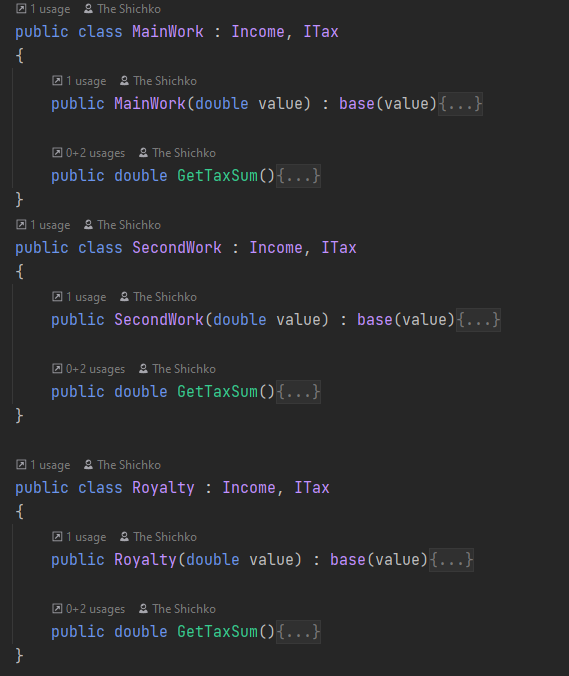 1 usage The Shichko
public class MainWork : Income, ITax
{
1 usage The Shichko
public MainWork(double value) : base(value){...}
0+2 usages The Shichko
public double GetTaxSum(){...}
}
1 usage The Shichko
public class SecondWork : Income, ITax
{
1 usage The Shichko
public SecondWork(double value) : base(value){...}
0+2 usages The Shichko
public double GetTaxSum(){...}
}
1 usage The Shichko
public class Royalty : Income, ITax
{
1 usage The Shichko
public Royalty(double value) : base(value){...}
0+2 usages The Shichko
public double GetTaxSum(){...}
}